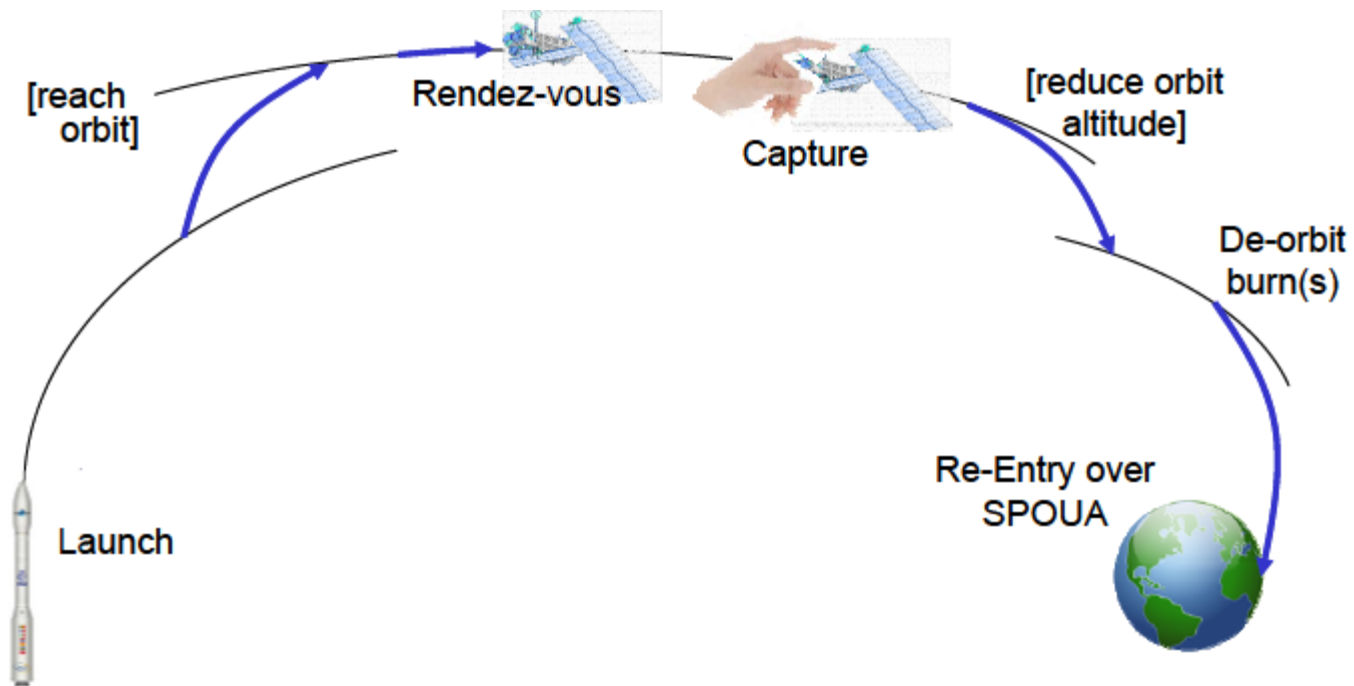 [reach
orbit]
Rendez-vous
Capture
[reduce orbit
altitude]
De-orbit
burn(s)
Re-Entry over
SPOUA
Launch